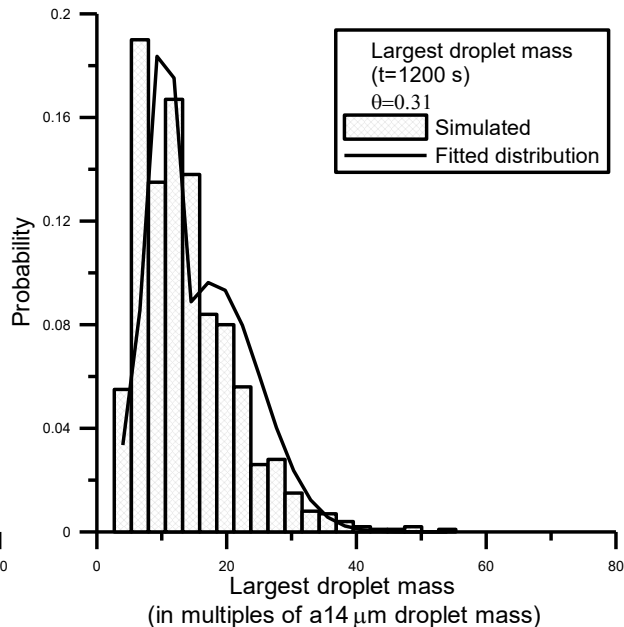 0.2
0.16
0.12
0.08
0.04
0
Probability
Largest droplet mass
(t=1200 s)
θ=0.31
Simulated
Fitted distribution
0
0
20
40
60
80
Largest droplet mass
(in multiples of a14 μm droplet mass)